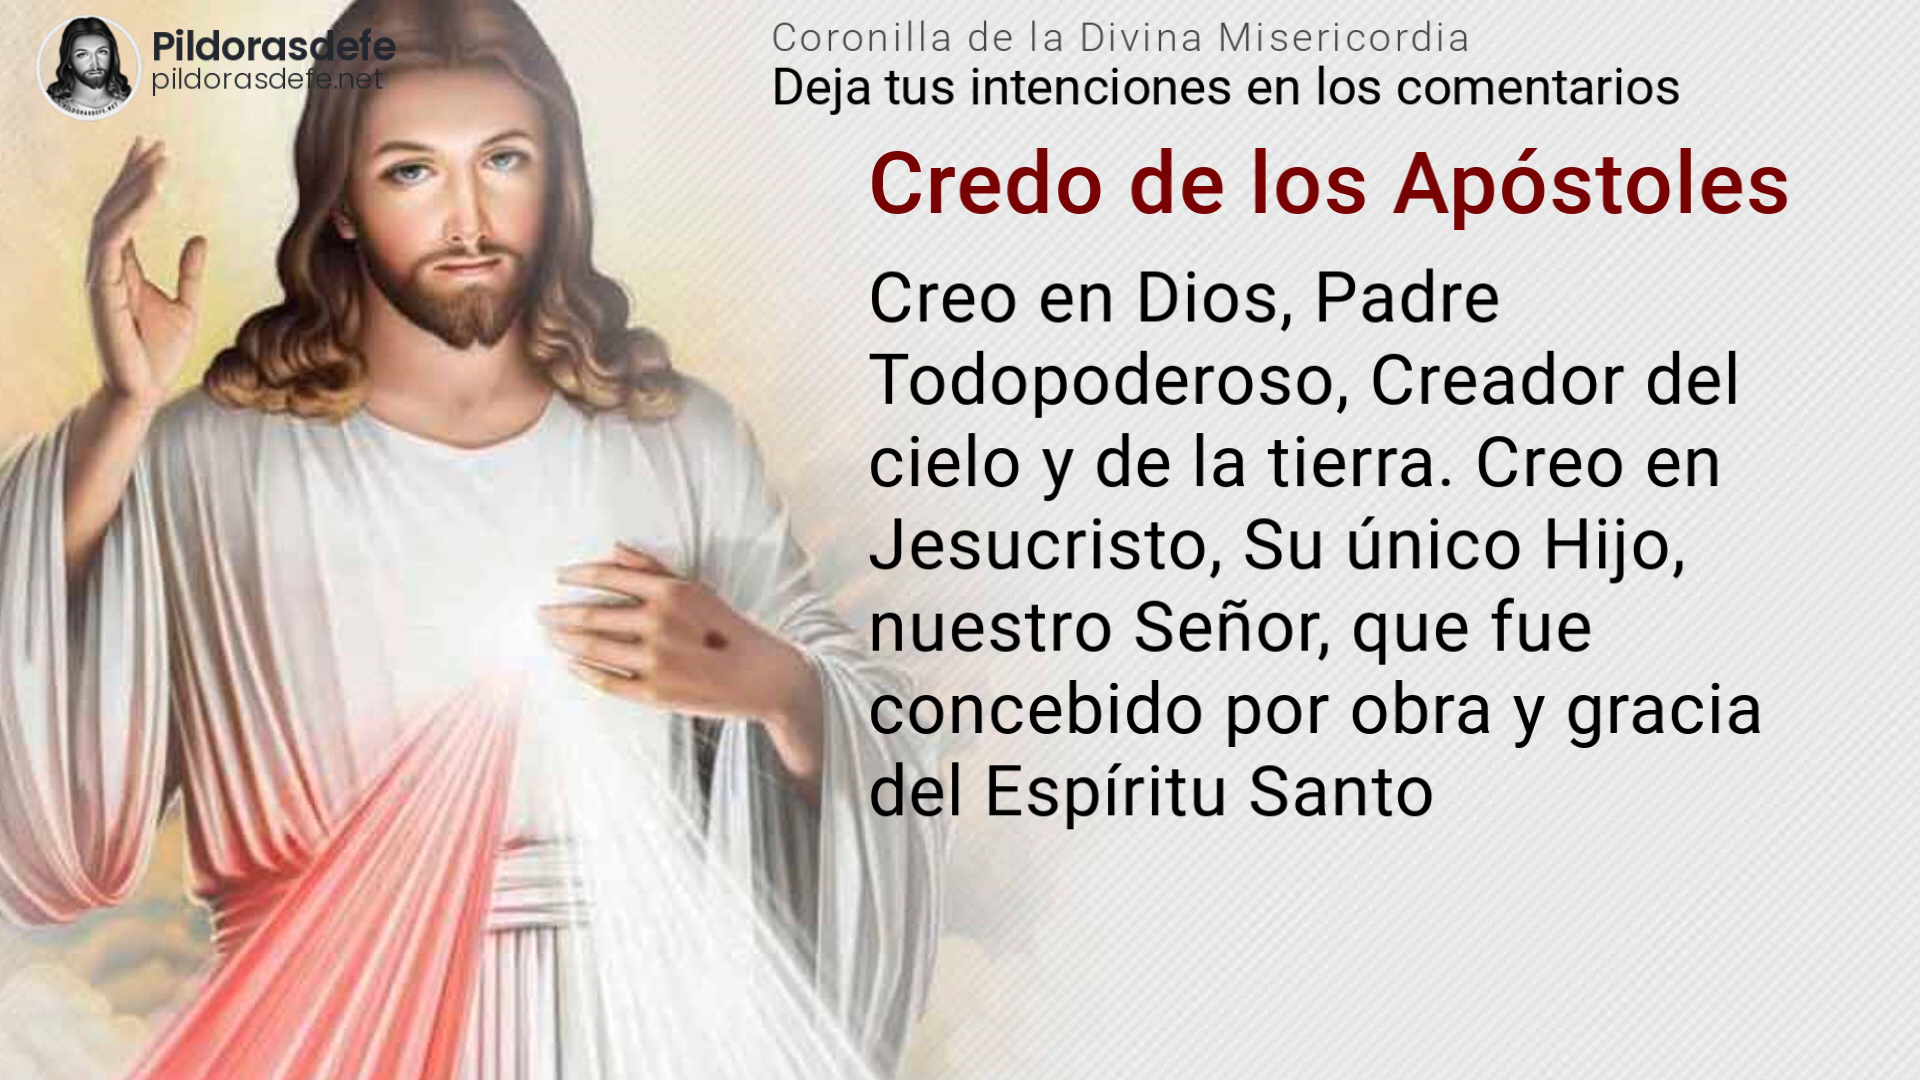 Pildorasdefe
pildorasdefe.net
Coronilla de la Divina Misericordia
Deja tus intenciones en los comentarios
Credo de los Apóstoles
Creo en Dios, Padre
Todopoderoso, Creador del
cielo y de la tierra. Creo en
Jesucristo, Su único Hijo,
nuestro Señor, que fue
concebido por obra y gracia
del Espíritu Santo